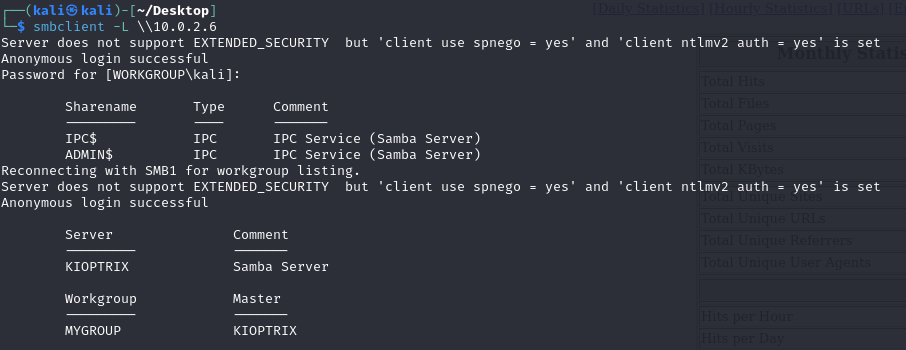 (kali㉿kali)-[~/Desktop]
$ smbclient -L \\10.0.2.6
Server does not support EXTENDED_SECURITY  but 'client use spnego = yes' and 'client ntlmv2 auth = yes' is set
Anonymous login successful
Password for [WORKGROUP\kali]:
Sharename       Type      Comment
---------       ----      -------
IPC$            IPC       IPC Service (Samba Server)
ADMIN$          IPC       IPC Service (Samba Server)
Reconnecting with SMB1 for workgroup listing.
Server does not support EXTENDED_SECURITY  but 'client use spnego = yes' and 'client ntlmv2 auth = yes' is set
Anonymous login successful
Server               Comment
---------            -------
KIOPTRIX             Samba Server
Workgroup            Master
---------            -------
MYGROUP              KIOPTRIX
[Daily Statistics] [Hourly Statistics] [URLs]
Monthly
Total Hits
Total Files
Total Pages
Total Visits
Total KBytes
Total Unique Sites
Total Unique URLs
Total Unique Referrers
Total Unique User Agents
Hits per Hour
Hits per Day